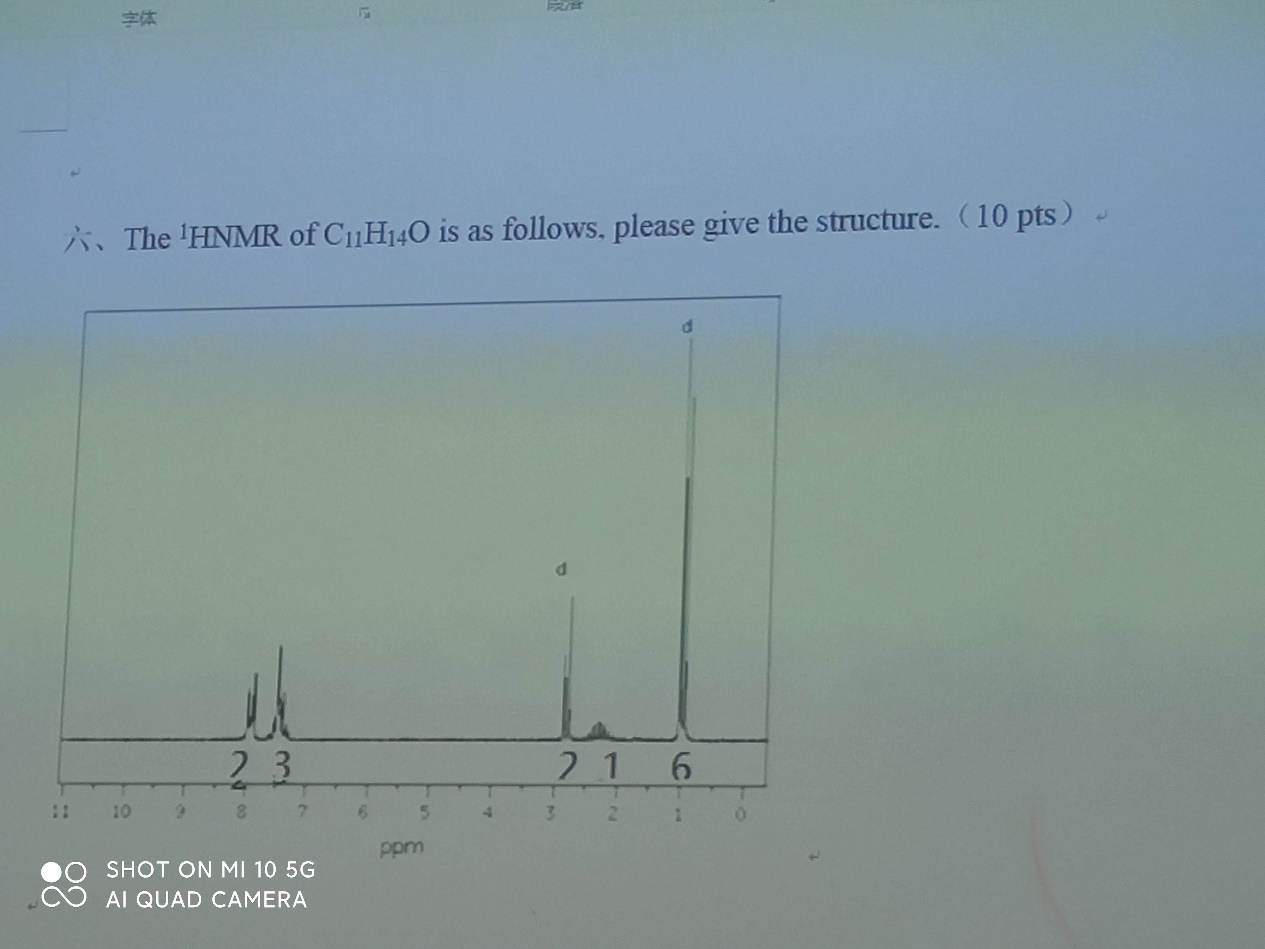 字体
段落
六、The ¹HNMR of C₁₁H₁₄O is as follows, please give the structure.（10 pts）
d
d
2 3 2 1 6
11 10 9 8 7 6 5 4 3 2 1 0
ppm
SHOT ON MI 10 5G
AI QUAD CAMERA